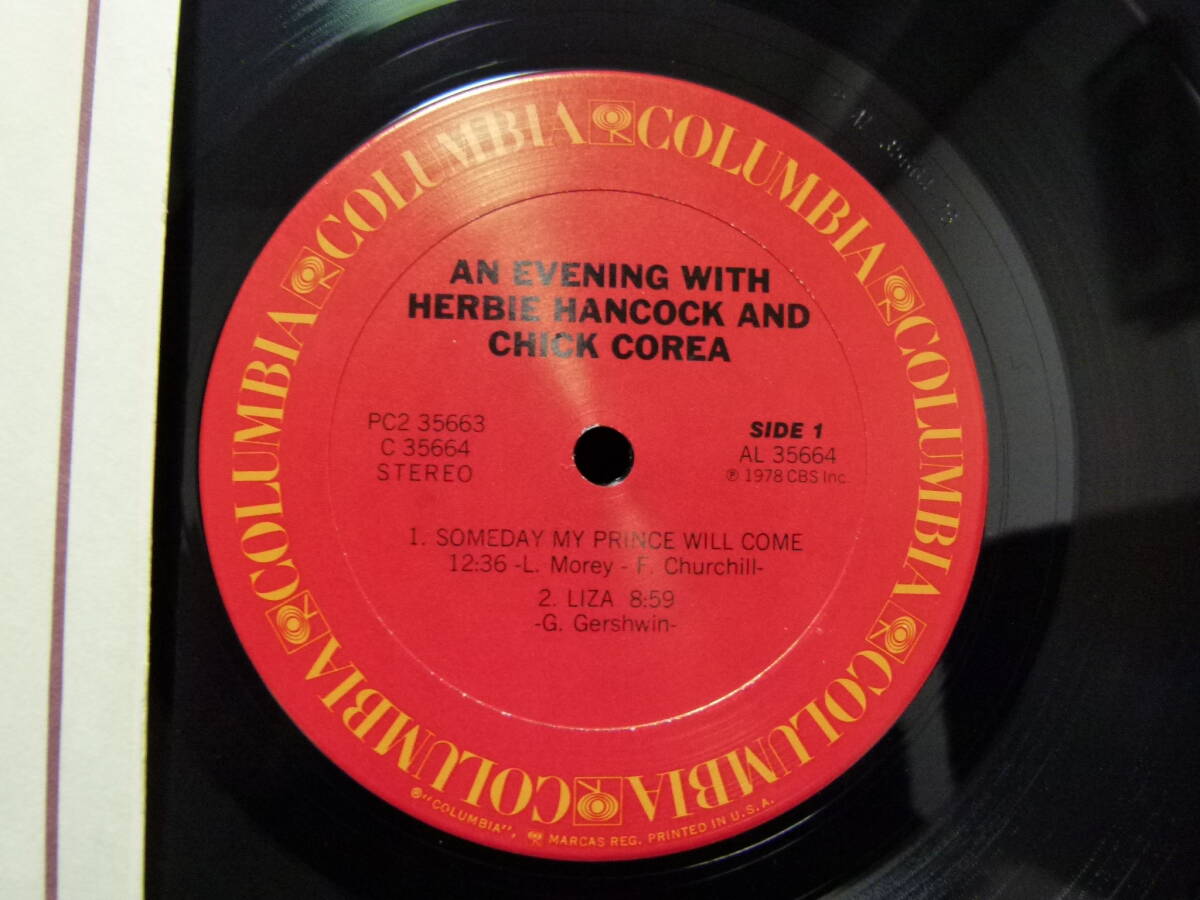 COLUMBIA COLUMBIA COLUMBIA COLUMBIA COLUMBIA COLUMBIA
AN EVENING WITH
HERBIE HANCOCK AND
CHICK COREA
PC2 35663
C 35664
STEREO
SIDE 1
AL 35664
℗ 1978 CBS Inc.
1. SOMEDAY MY PRINCE WILL COME
12:36 -L. Morey - F. Churchill-
2. LIZA 8:59
-G. Gershwin-
®"COLUMBIA", MARCAS REG. PRINTED IN U.S.A.